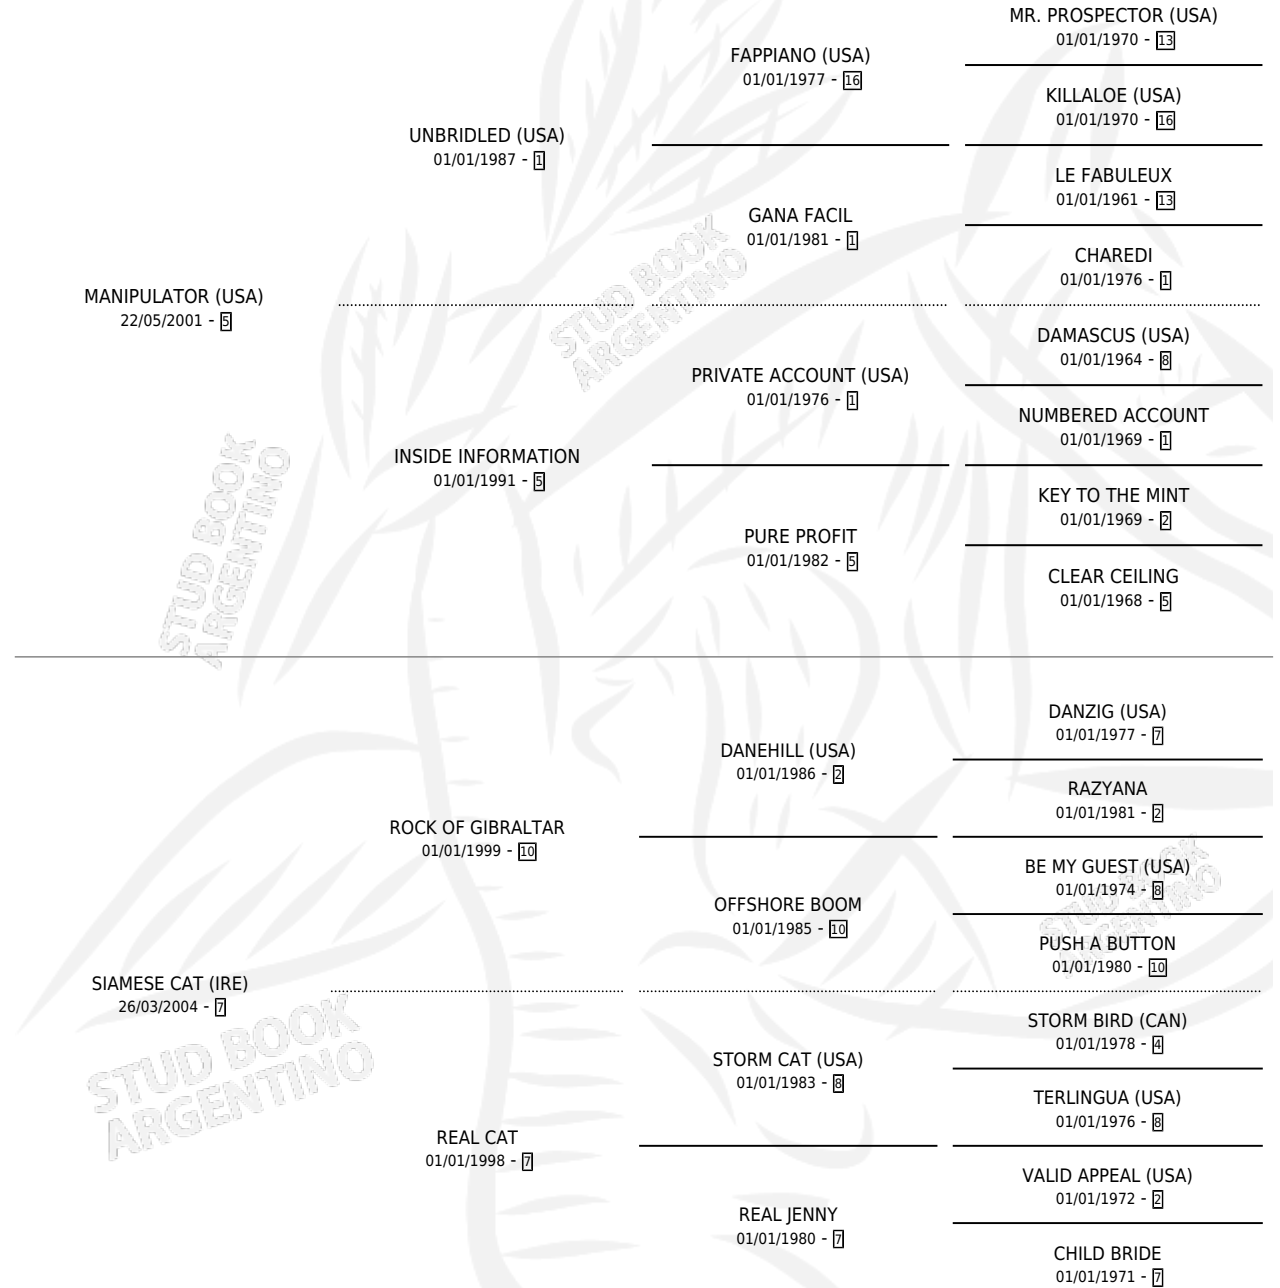 MR. PROSPECTOR (USA)
01/01/1970 - 13
FAPPIANO (USA)
01/01/1977 - 16
KILLALOE (USA)
01/01/1970 - 16
UNBRIDLED (USA)
01/01/1987 - 1
LE FABULEUX
01/01/1961 - 13
GANA FACIL
01/01/1981 - 1
CHAREDI
01/01/1976 - 1
MANIPULATOR (USA)
22/05/2001 - 5
DAMASCUS (USA)
01/01/1964 - 8
PRIVATE ACCOUNT (USA)
01/01/1976 - 1
NUMBERED ACCOUNT
01/01/1969 - 1
INSIDE INFORMATION
01/01/1991 - 5
KEY TO THE MINT
01/01/1969 - 2
PURE PROFIT
01/01/1982 - 5
CLEAR CEILING
01/01/1968 - 5
STUD BOOK
ARGENTINO
STUD BOOK
ARGENTINO
DANZIG (USA)
01/01/1977 - 7
DANEHILL (USA)
01/01/1986 - 2
RAZYANA
01/01/1981 - 2
ROCK OF GIBRALTAR
01/01/1999 - 10
BE MY GUEST (USA)
01/01/1974 - 8
OFFSHORE BOOM
01/01/1985 - 10
PUSH A BUTTON
01/01/1980 - 10
SIAMESE CAT (IRE)
26/03/2004 - 7
STORM BIRD (CAN)
01/01/1978 - 4
STORM CAT (USA)
01/01/1983 - 8
TERLINGUA (USA)
01/01/1976 - 8
REAL CAT
01/01/1998 - 7
VALID APPEAL (USA)
01/01/1972 - 2
REAL JENNY
01/01/1980 - 7
CHILD BRIDE
01/01/1971 - 7
STUD BOOK
ARGENTINO
STUD BOOK
ARGENTINO